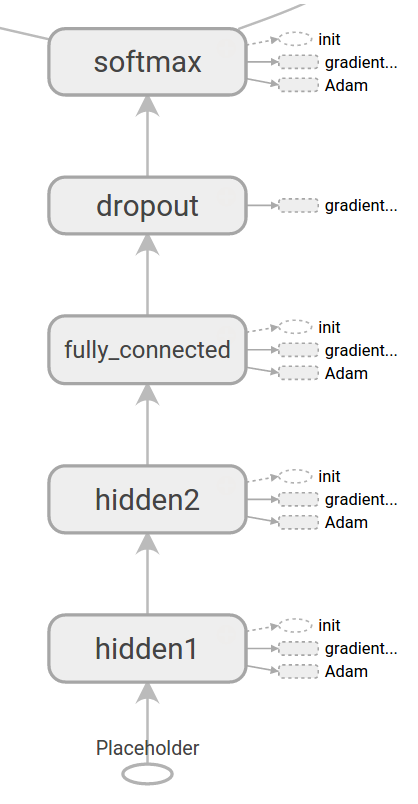 softmax
init
gradient...
Adam
dropout
gradient...
fully_connected
init
gradient...
Adam
hidden2
init
gradient...
Adam
hidden1
init
gradient...
Adam
Placeholder